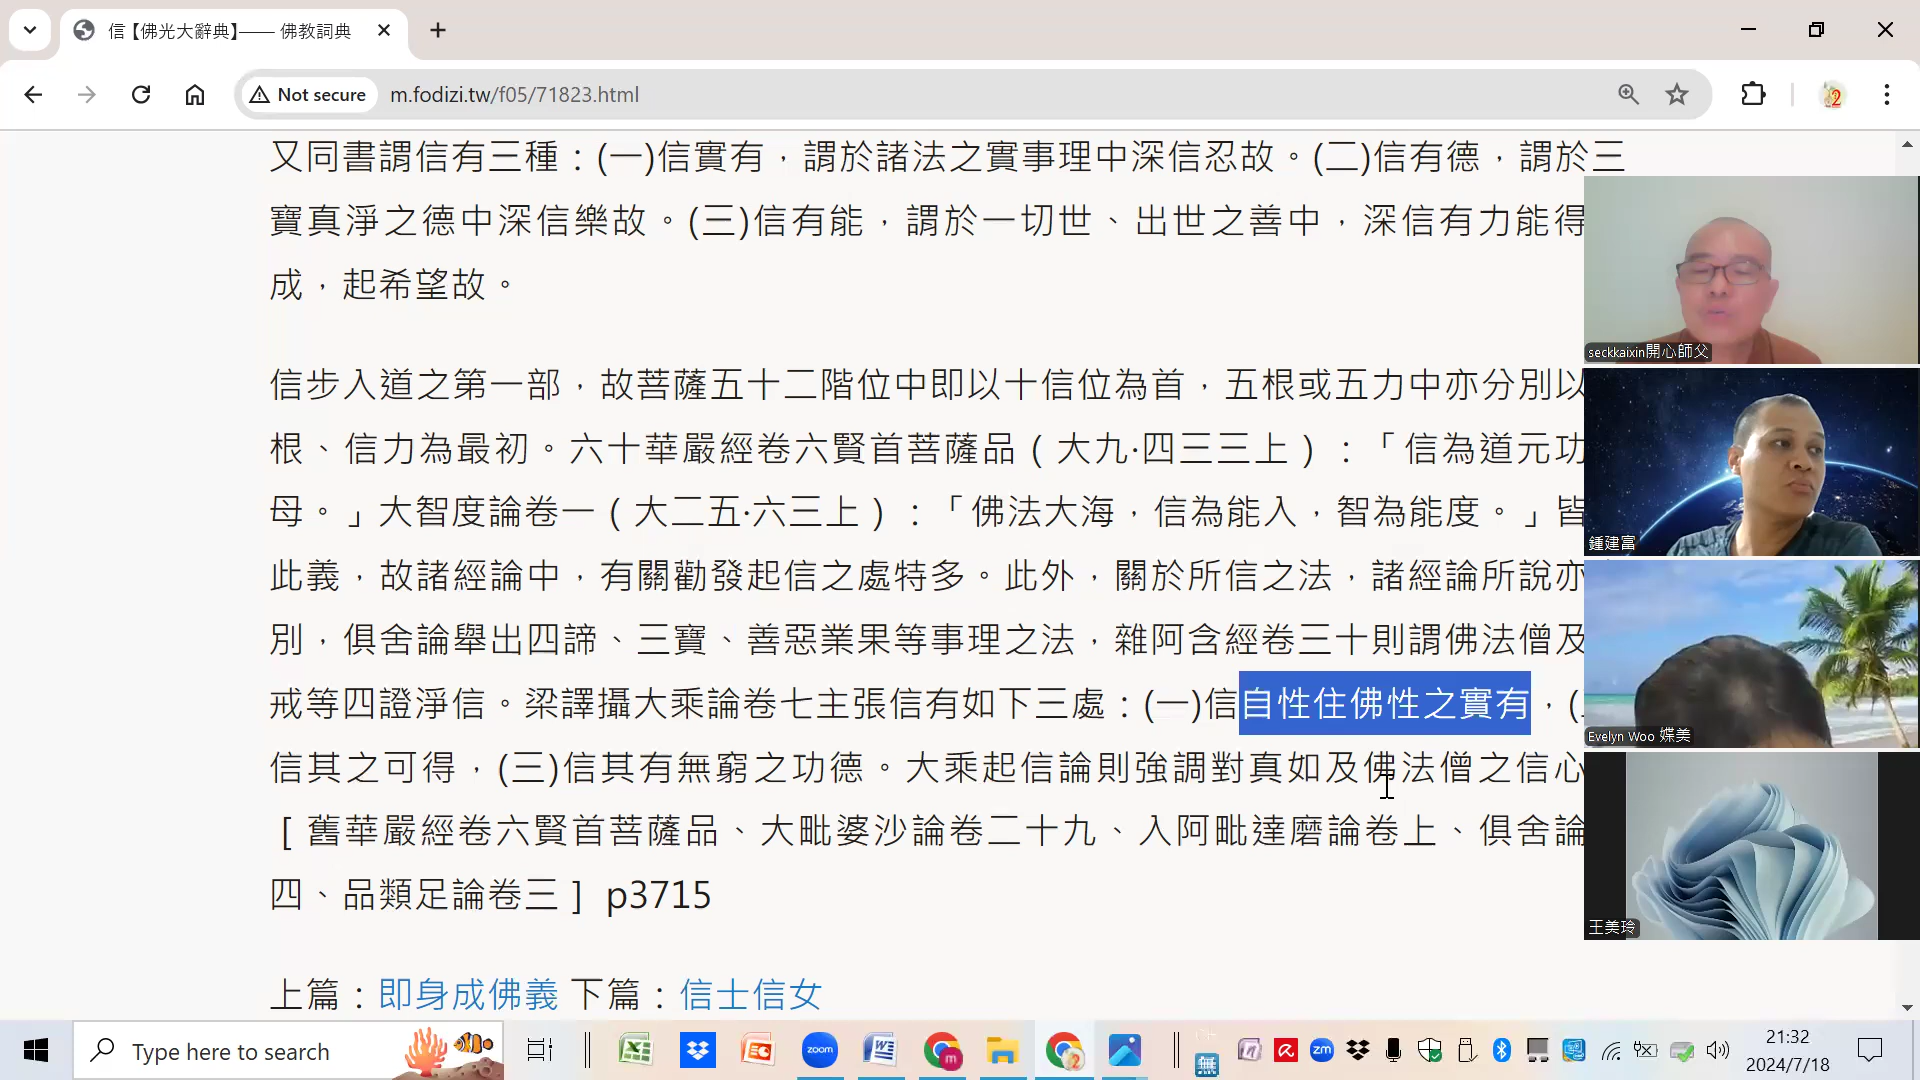 信【佛光大辭典】—— 佛教詞典
Not secure
m.fodizi.tw/f05/71823.html
又同書謂信有三種：(一)信實有，謂於諸法之實事理中深信忍故。(二)信有德，謂於三
寶真淨之德中深信樂故。(三)信有能，謂於一切世、出世之善中，深信有力能得
成，起希望故。
信步入道之第一部，故菩薩五十二階位中即以十信位為首，五根或五力中亦分別以
根、信力為最初。六十華嚴經卷六賢首菩薩品（大九·四三三上）：「信為道元功
母。」大智度論卷一（大二五·六三上）：「佛法大海，信為能入，智為能度。」皆
此義，故諸經論中，有關勸發起信之處特多。此外，關於所信之法，諸經論所說亦
別，俱舍論舉出四諦、三寶、善惡業果等事理之法，雜阿含經卷三十則謂佛法僧及
戒等四證淨信。梁譯攝大乘論卷七主張信有如下三處：(一)信自性住佛性之實有，(
信其之可得，(三)信其有無窮之功德。大乘起信論則強調對真如及佛法僧之信心
［舊華嚴經卷六賢首菩薩品、大毗婆沙論卷二十九、入阿毗達磨論卷上、俱舍論
四、品類足論卷三］ p3715
上篇：即身成佛義 下篇：信士信女
seckkaixin開心師父
鍾建富
Evelyn Woo 媟美
王美玲
Type here to search
zoom
zm
無
21:32
2024/7/18